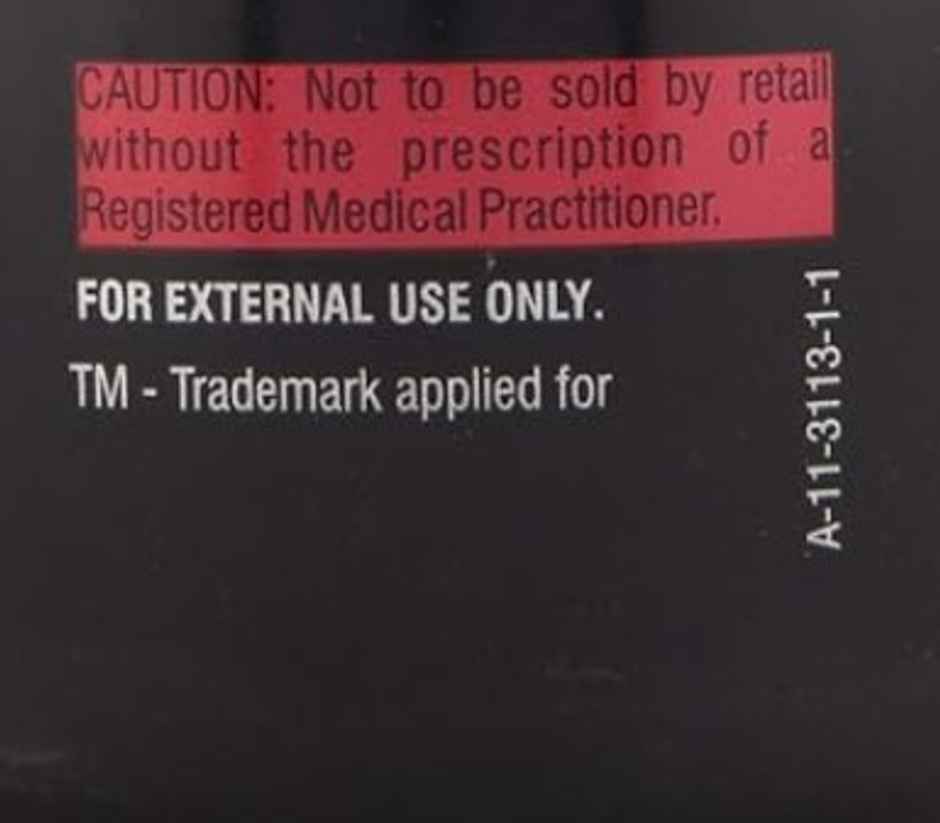 CAUTION: Not to be sold by retail
without the prescription of a
Registered Medical Practitioner.
FOR EXTERNAL USE ONLY.
TM - Trademark applied for
A-11-3113-1-1